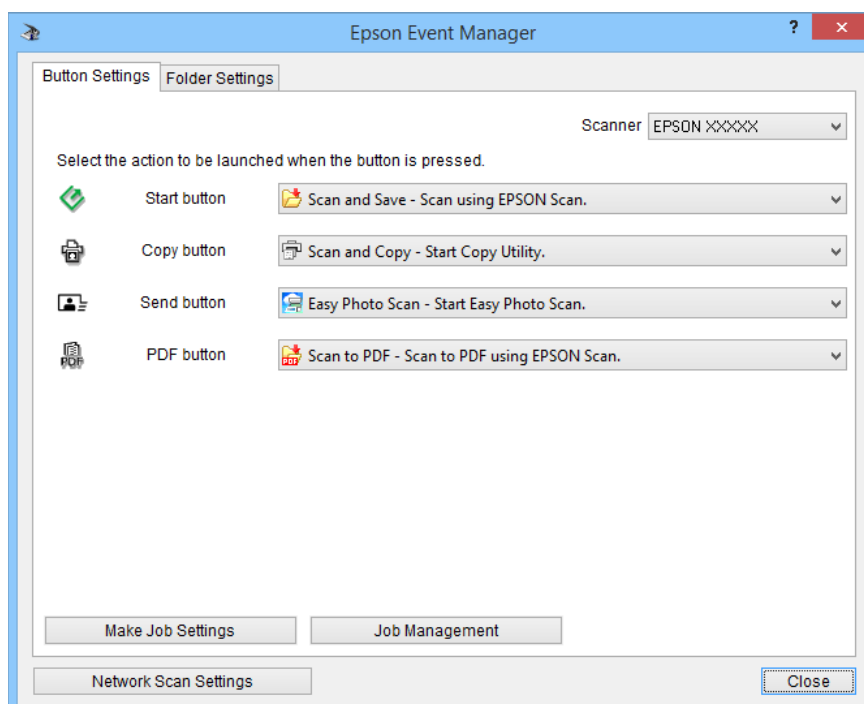 Epson Event Manager
? ×
Button Settings Folder Settings
Scanner EPSON XXXXX
Select the action to be launched when the button is pressed.
Start button Scan and Save - Scan using EPSON Scan.
Copy button Scan and Copy - Start Copy Utility.
Send button Easy Photo Scan - Start Easy Photo Scan.
PDF PDF button PDF Scan to PDF - Scan to PDF using EPSON Scan.
Make Job Settings Job Management
Network Scan Settings Close